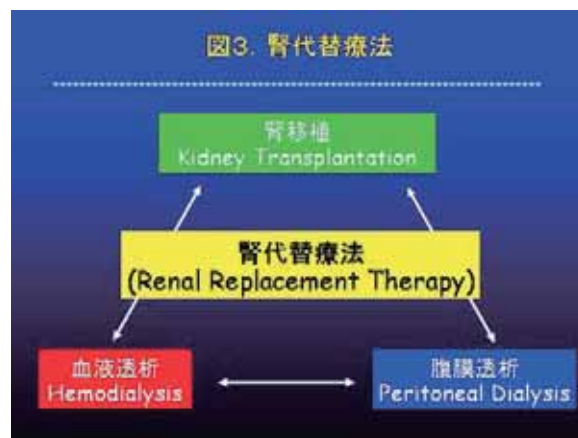 図3. 腎代替療法
腎移植
Kidney Transplantation
腎代替療法
(Renal Replacement Therapy)
血液透析
Hemodialysis
腹膜透析
Peritoneal Dialysis